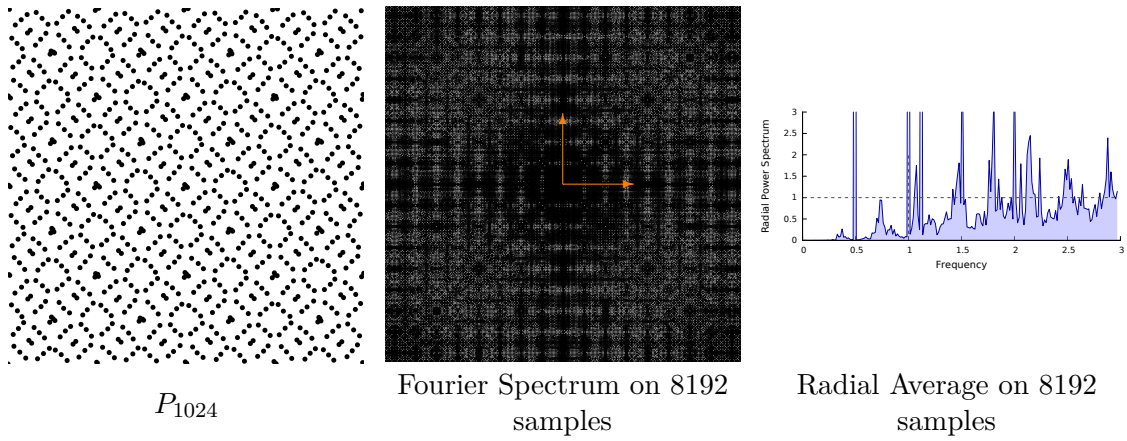 3
2.5
2
1.5
1
0.5
0
Radial Power Spectrum
0 0.5 1 1.5 2 2.5 3
Frequency
P1024
Fourier Spectrum on 8192
samples
Radial Average on 8192
samples